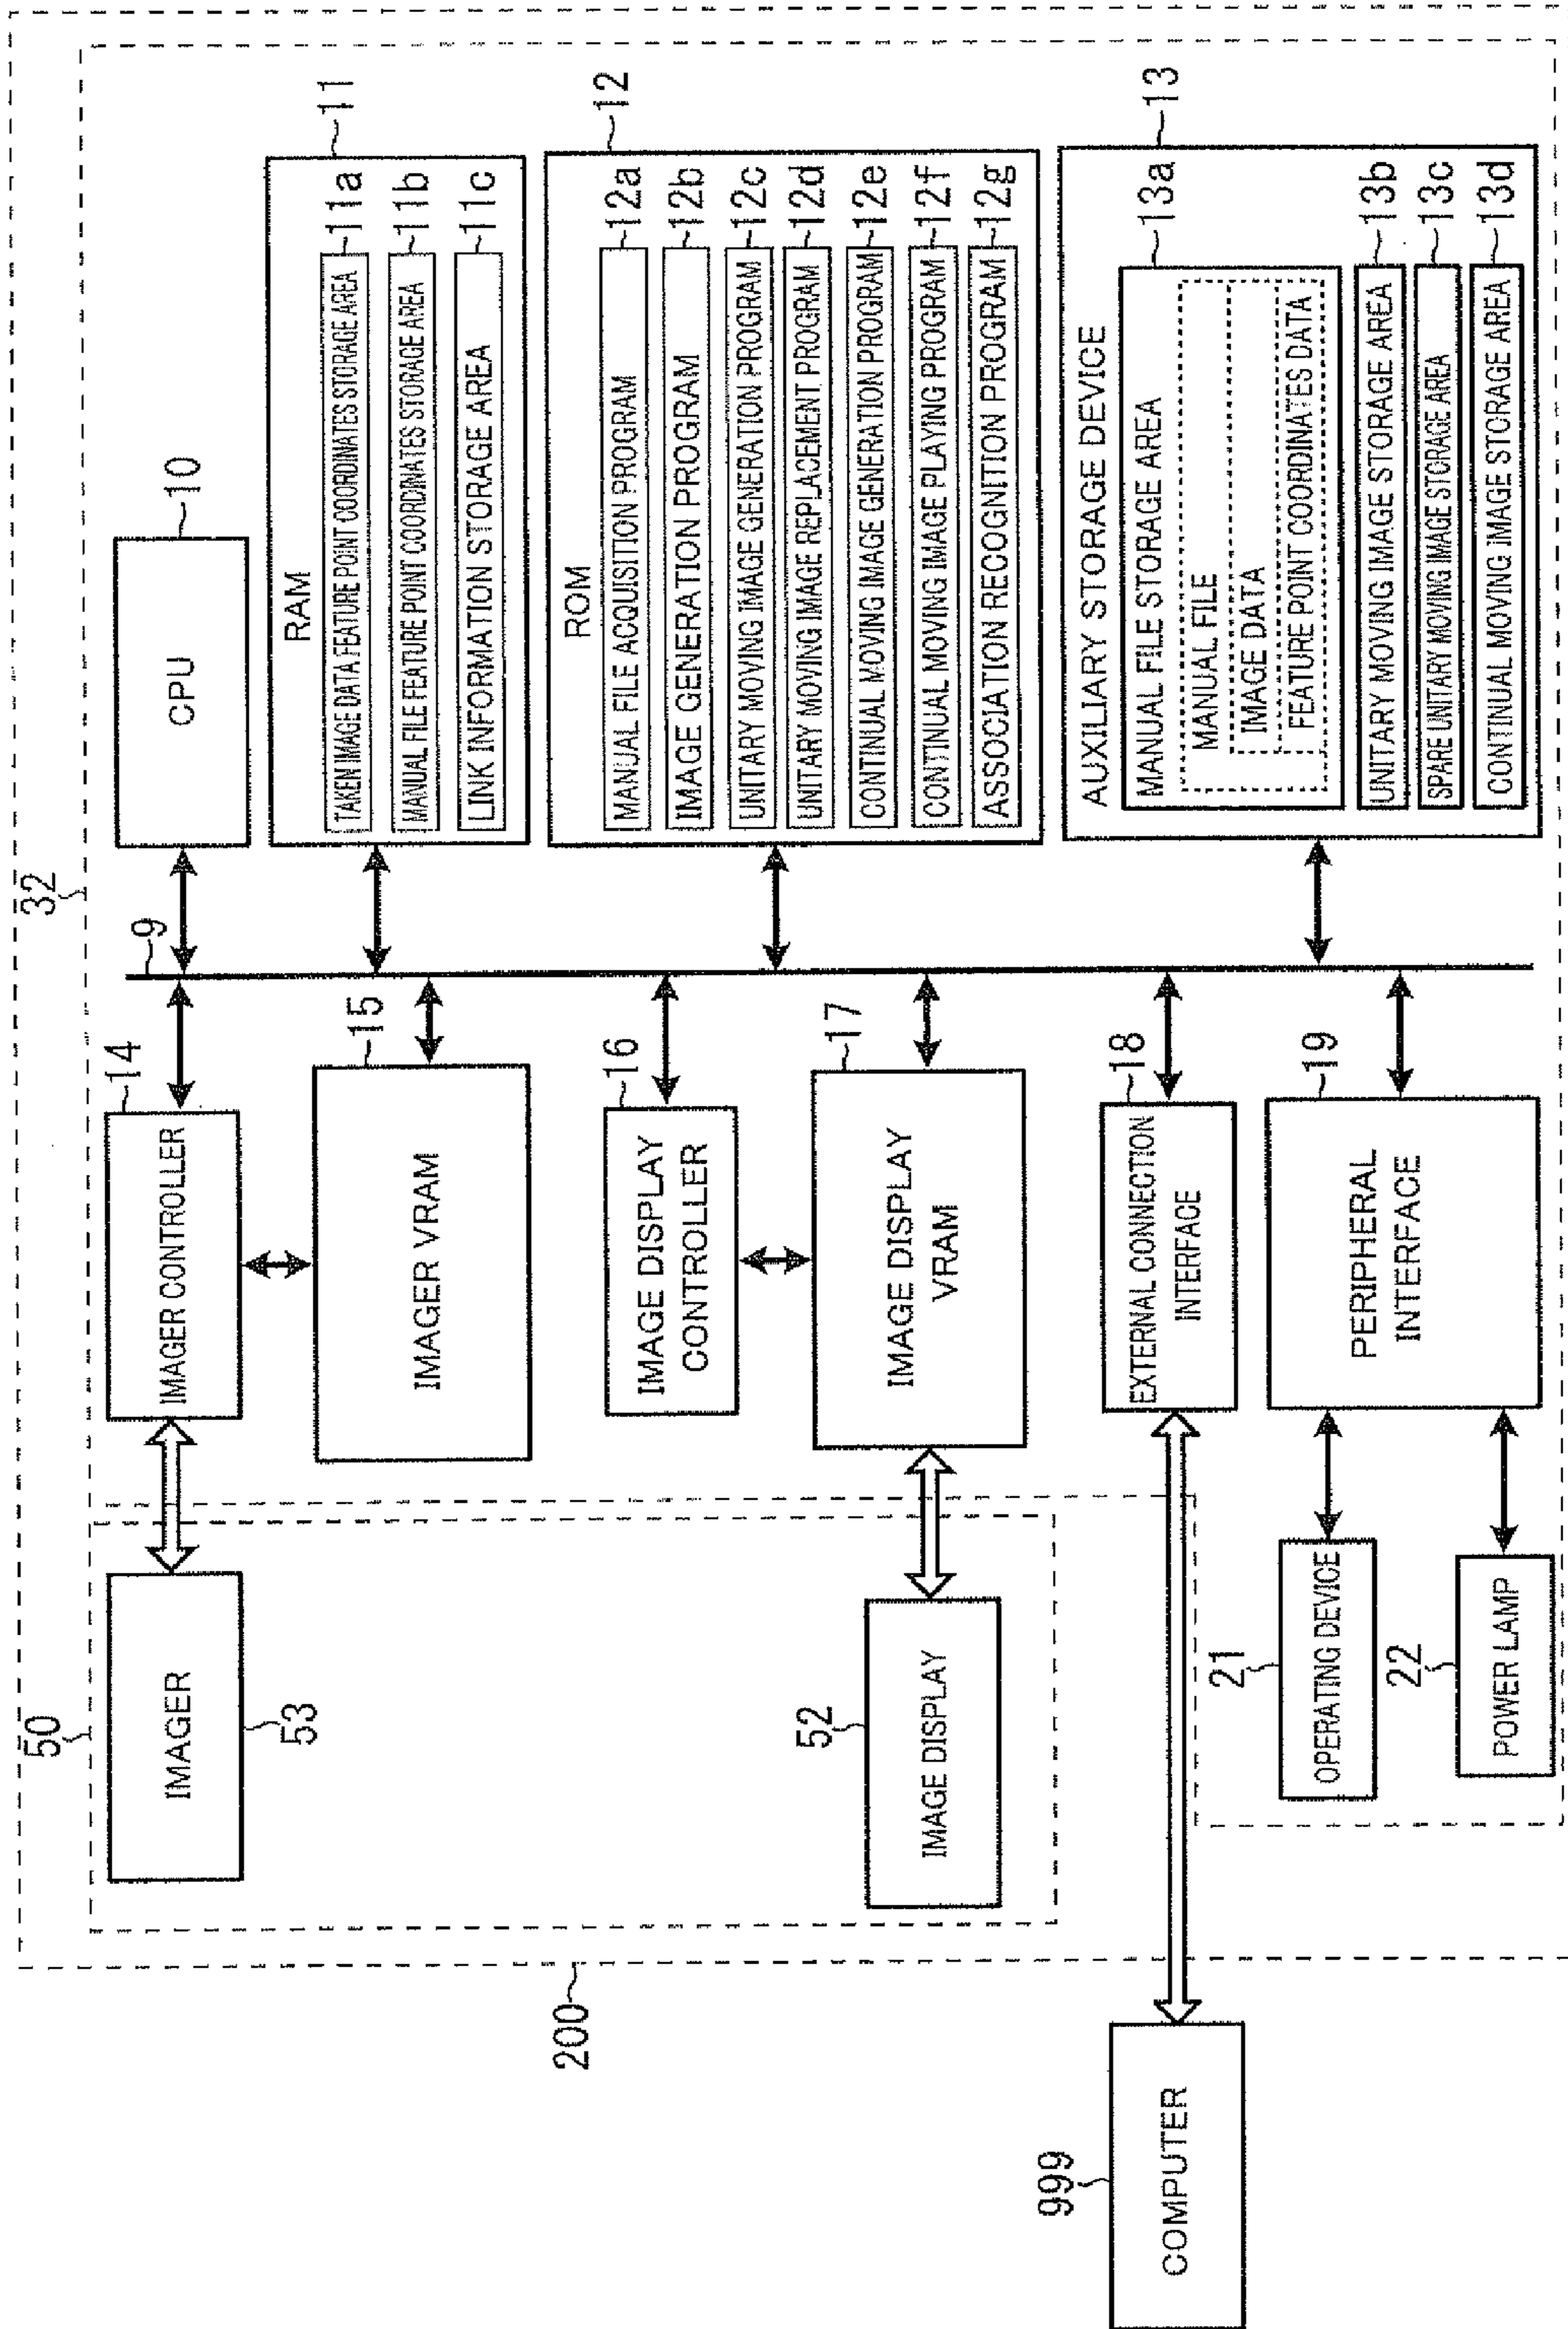 200
50
32
IMAGER
53
IMAGE DISPLAY
52
COMPUTER
999
IMAGER CONTROLLER
14
IMAGER VRAM
15
IMAGE DISPLAY
CONTROLLER
16
IMAGE DISPLAY
VRAM
17
EXTERNAL CONNECTION
INTERFACE
18
PERIPHERAL
INTERFACE
19
OPERATING DEVICE
21
POWER LAMP
22
9
CPU
10
RAM
11
TAKEN IMAGE DATA FEATURE POINT COORDINATES STORAGE AREA
11a
MANUAL FILE FEATURE POINT COORDINATES STORAGE AREA
11b
LINK INFORMATION STORAGE AREA
11c
ROM
12
MANUAL FILE ACQUISITION PROGRAM
12a
IMAGE GENERATION PROGRAM
12b
UNITARY MOVING IMAGE GENERATION PROGRAM
12c
UNITARY MOVING IMAGE REPLACEMENT PROGRAM
12d
CONTINUAL MOVING IMAGE GENERATION PROGRAM
12e
CONTINUAL MOVING IMAGE PLAYING PROGRAM
12f
ASSOCIATION RECOGNITION PROGRAM
12g
AUXILIARY STORAGE DEVICE
13
MANUAL FILE STORAGE AREA
13a
MANUAL FILE
IMAGE DATA
FEATURE POINT COORDINATES DATA
UNITARY MOVING IMAGE STORAGE AREA
13b
SPARE UNITARY MOVING IMAGE STORAGE AREA
13c
CONTINUAL MOVING IMAGE STORAGE AREA
13d